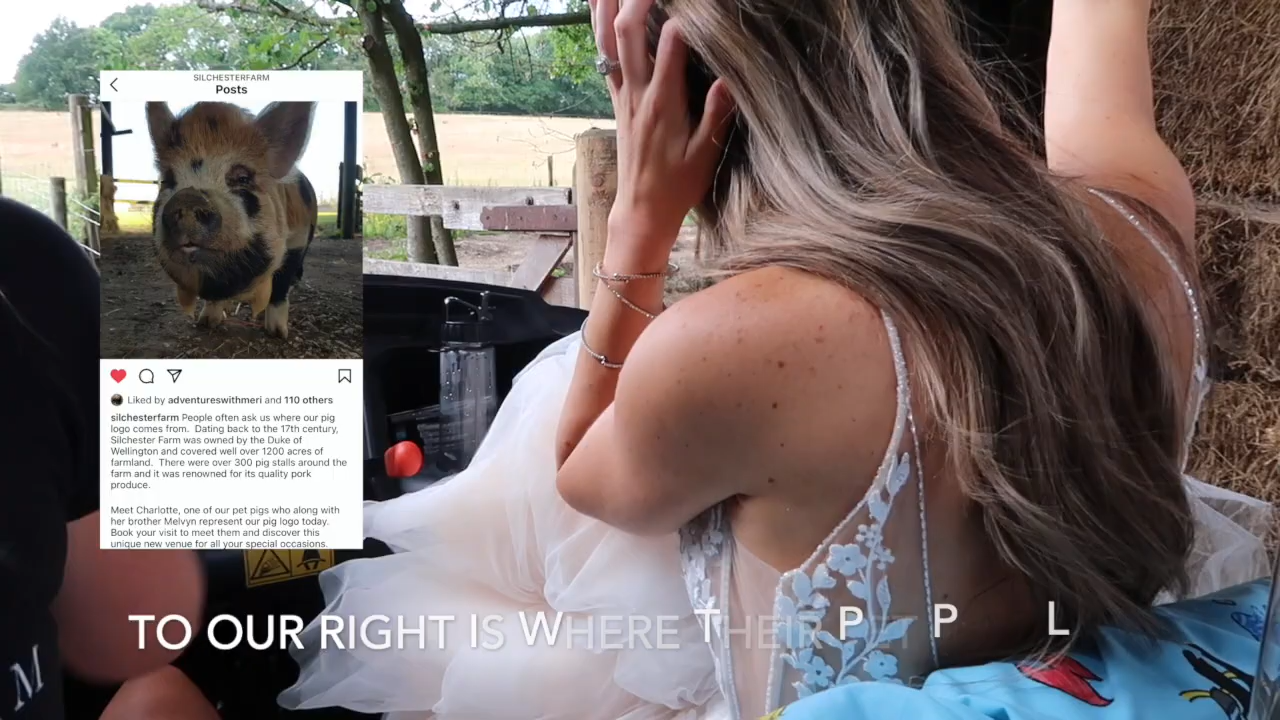 SILCHESTERFARM
Posts
Liked by adventureswithmeri and 110 others
silchesterfarm People often ask us where our pig
logo comes from. Dating back to the 17th century,
Silchester Farm was owned by the Duke of
Wellington and covered well over 1200 acres of
farmland. There were over 300 pig stalls around the
farm and it was renowned for its quality pork
produce.
Meet Charlotte, one of our pet pigs who along with
her brother Melvyn represent our pig logo today.
Book your visit to meet them and discover this
unique new venue for all your special occasions.
TO OUR RIGHT IS WHERE THEIR PET P L
M